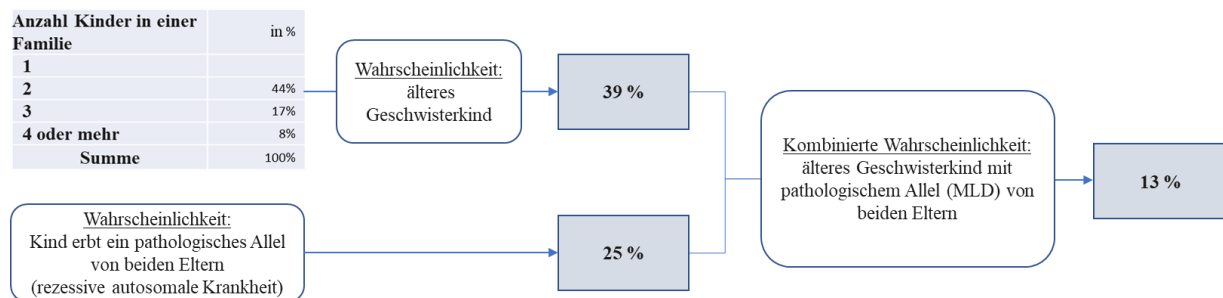 Anzahl Kinder in einer Familie in %
1
2 44%
3 17%
4 oder mehr 8%
Summe 100%
Wahrscheinlichkeit:
älteres
Geschwisterkind
39 %
Wahrscheinlichkeit:
Kind erbt ein pathologisches Allel
von beiden Eltern
(rezessive autosomale Krankheit)
25 %
Kombinierte Wahrscheinlichkeit:
älteres Geschwisterkind mit
pathologischem Allel (MLD) von
beiden Eltern
13 %